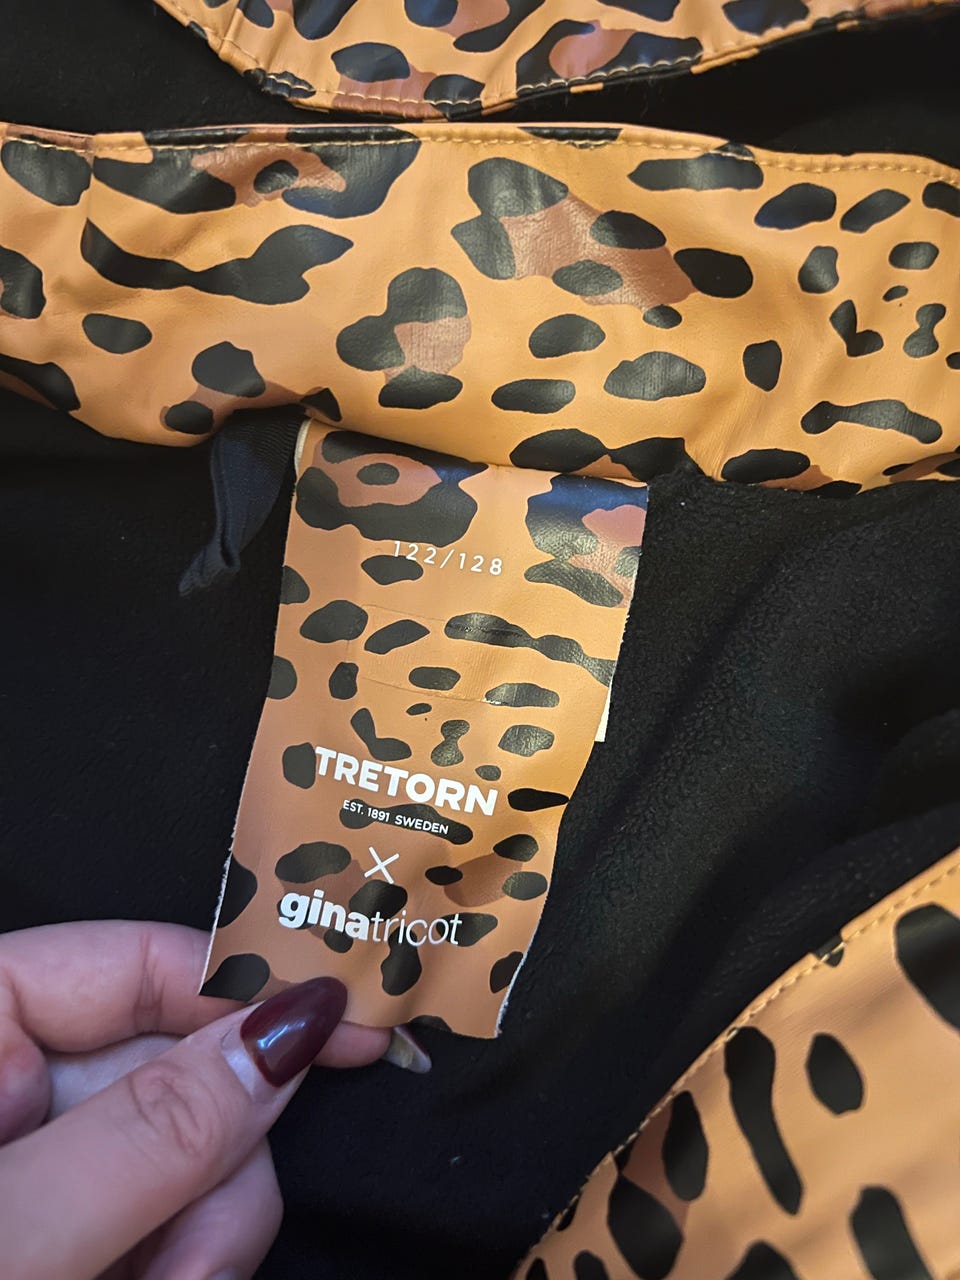 122/128
TRETORN
EST. 1891 SWEDEN
X
ginatricot